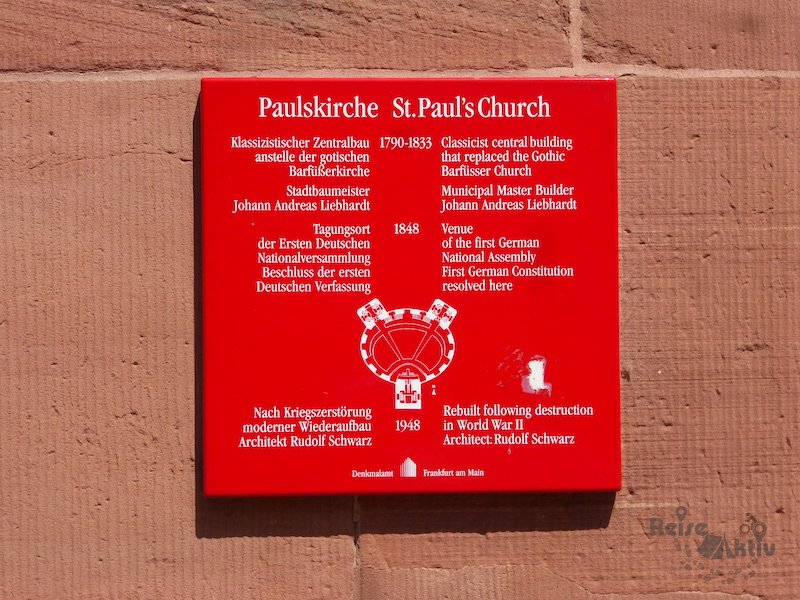 Paulskirche St. Paul's Church
Klassizistischer Zentralbau
anstelle der gotischen
Barfüßerkirche
Stadtbaumeister
Johann Andreas Liebhardt
1790-1833
Classicist central building
that replaced the Gothic
Barfüsser Church
Municipal Master Builder
Johann Andreas Liebhardt
Tagungsort
der Ersten Deutschen
Nationalversammlung
Beschluss der ersten
Deutschen Verfassung
1848
Venue
of the first German
National Assembly
First German Constitution
resolved here
N
Nach Kriegszerstörung
moderner Wiederaufbau
Architekt Rudolf Schwarz
1948
Rebuilt following destruction
in World War II
Architect: Rudolf Schwarz
Denkmalamt Frankfurt am Main
Reise
Aktiv